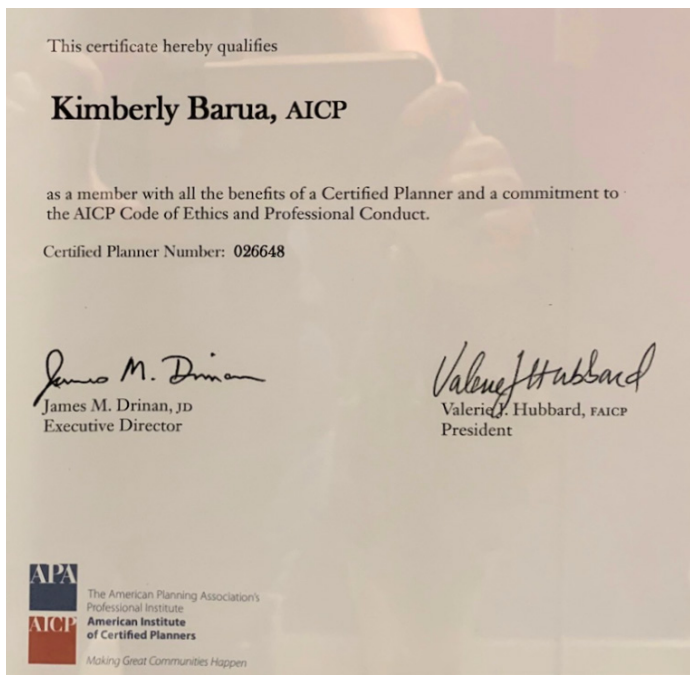 This certificate hereby qualifies
Kimberly Barua, AICP
as a member with all the benefits of a Certified Planner and a commitment to
the AICP Code of Ethics and Professional Conduct.
Certified Planner Number: 026648
James M. Drinan
Valerie J Hubbard
James M. Drinan, JD
Executive Director
Valerie J. Hubbard, FAICP
President
APA
The American Planning Association's
Professional Institute
AICP
American Institute
of Certified Planners
Making Great Communities Happen